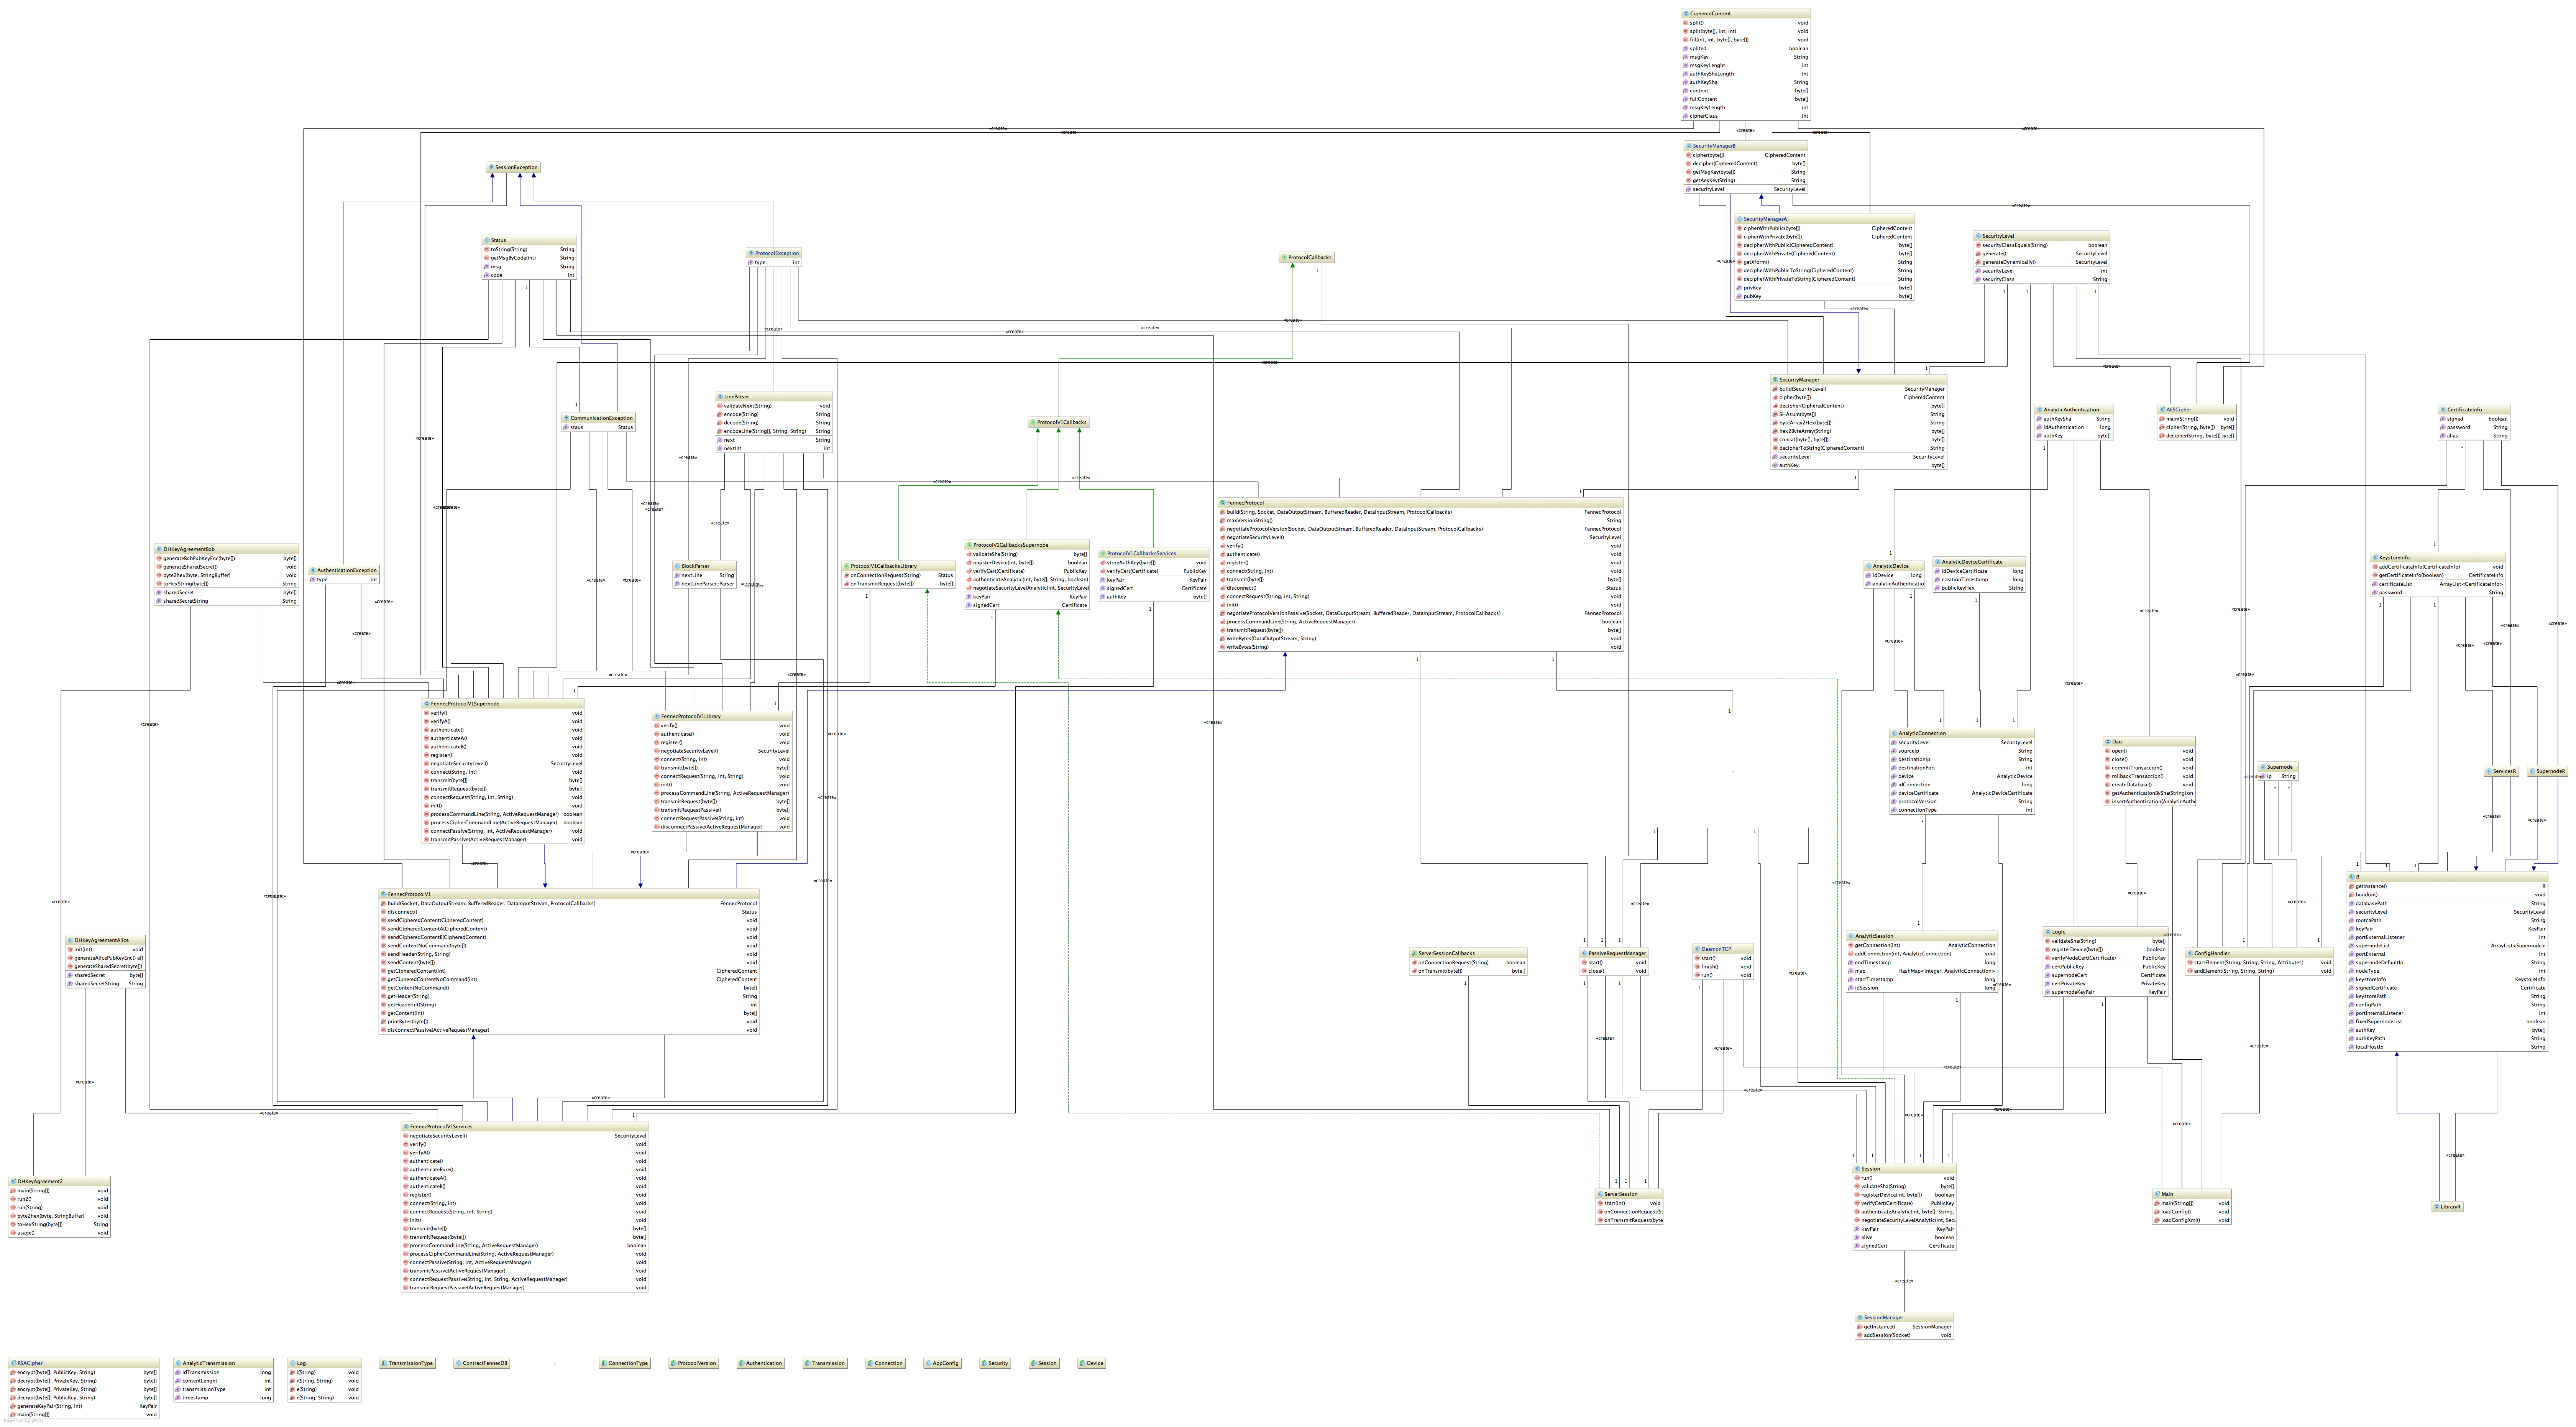 CipheredContent
split() void
split(byte[], int, int) void
fill(int, int, byte[], byte[]) void
splited boolean
msgKey String
msgKeyLenght int
authKeyShaLength int
authKeySha String
content byte[]
fullContent byte[]
msgKeyLength int
cipherClass int
SecurityManagerB
cipher(byte[]) CipheredContent
decipher(CipheredContent) byte[]
getMsgKey(byte[]) String
getAesKey(String) String
securityLevel SecurityLevel
SessionException
SecurityManagerA
cipherWithPublic(byte[]) CipheredContent
cipherWithPrivate(byte[]) CipheredContent
decipherWithPublic(CipheredContent) byte[]
decipherWithPrivate(CipheredContent) byte[]
getXform() String
decipherWithPublicToString(CipheredContent) String
decipherWithPrivateToString(CipheredContent) String
privKey byte[]
pubKey byte[]
SecurityLevel
securityClassEquals(String) boolean
generate() SecurityLevel
generateDynamically() SecurityLevel
securityLevel int
securityClass String
Status
toString(String) String
getMsgByCode(int) String
msg String
code int
ProtocolException
type int
ProtocolCallbacks
SecurityManager
build(SecurityLevel) SecurityManager
cipher(byte[]) CipheredContent
decipher(CipheredContent) byte[]
SHAsum(byte[]) String
byteArray2Hex(byte[]) String
hex2ByteArray(String) byte[]
concat(byte[], byte[]) byte[]
decipherToString(CipheredContent) String
securityLevel SecurityLevel
authKey byte[]
LineParser
validateNext(String) void
encode(String) String
decode(String) String
encodeLine(String[], String, String) String
next String
nextInt int
CommunicationException
staus Status
ProtocolV1Callbacks
AnalyticAuthentication
authKeySha String
idAuthentication long
authKey byte[]
AESCipher
main(String[]) void
cipher(String, byte[]) byte[]
decipher(String, byte[]) byte[]
CertificateInfo
signed boolean
password String
alias String
FennecProtocol
build(String, Socket, DataOutputStream, BufferedReader, DataInputStream, ProtocolCallbacks) FennecProtocol
maxVersionString() String
negotiateProtocolVersion(Socket, DataOutputStream, BufferedReader, DataInputStream, ProtocolCallbacks) FennecProtocol
negotiateSecurityLevel() SecurityLevel
verify() void
authenticate() void
register() void
connect(String, int) void
transmit(byte[]) byte[]
disconnect() Status
connectRequest(String, int, String) void
init() void
negotiateProtocolVersionPassive(Socket, DataOutputStream, BufferedReader, DataInputStream, ProtocolCallbacks) FennecProtocol
processCommandLine(String, ActiveRequestManager) boolean
transmitRequest(byte[]) byte[]
writeBytes(DataOutputStream, String) void
writeBytes(String) void
DHKeyAgreementBob
generateBobPubKeyEnc(byte[]) byte[]
generateSharedSecret() void
byte2hex(byte, StringBuffer) void
toHexString(byte[]) String
sharedSecret byte[]
sharedSecretString String
AuthenticationException
type int
BlockParser
nextLine String
ProtocolV1CallbacksLibrary
onConnectionRequest(String) Status
onTransmitRequest(byte[]) byte[]
ProtocolV1CallbacksSupernode
validateSha(String) byte[]
registerDevice(int, byte[]) boolean
verifyCert(Certificate) PublicKey
authenticateAnalytic(int, byte[], String, boolean)
negotiateSecurityLevelAnalytic(int, SecurityLevel
keyPair KeyPair
signedCert Certificate
ProtocolV1CallbacksServices
storeAuthKey(byte[]) void
verifyCert(Certificate) PublicKey
keyPair KeyPair
signedCert Certificate
authKey byte[]
AnalyticDevice
idDevice long
analyticAuthenticatio
AnalyticDeviceCertificate
idDeviceCertificate long
creationTimestamp long
publicKeyHex String
KeystoreInfo
addCertificateInfo(CertificateInfo) void
getCertificateInfo(boolean) CertificateInfo
certificateList ArrayList<CertificateInfo>
password String
FennecProtocolV1Supernode
verify() void
verifyA() void
authenticate() void
authenticateA() void
authenticateB() void
register() void
negotiateSecurityLevel() SecurityLevel
connect(String, int) void
transmit(byte[]) byte[]
transmitRequest(byte[]) byte[]
connectRequest(String, int, String) void
init() void
processCommandLine(String, ActiveRequestManager) boolean
processCipherCommandLine(String, ActiveRequestManager) boolean
connectPassive(String, int, ActiveRequestManager) void
transmitPassive(ActiveRequestManager) void
FennecProtocolV1Library
verify() void
authenticate() void
register() void
negotiateSecurityLevel() SecurityLevel
connect(String, int) void
transmit(byte[]) byte[]
connectRequest(String, int, String) void
init() void
processCommandLine(String, ActiveRequestManager) boolean
transmitRequest(byte[]) byte[]
transmitRequestPassive() byte[]
connectRequestPassive(String, int) void
disconnectPassive(ActiveRequestManager) void
AnalyticConnection
securityLevel SecurityLevel
sourceIp String
destinationIp String
destinationPort int
device AnalyticDevice
idConnection long
deviceCertificate AnalyticDeviceCertificate
protocolVersion String
connectionType int
Dao
open() void
close() void
commitTransaccion() void
rollbackTransaccion() void
createDatabase() void
getAuthenticationBySha(String) on
insertAuthentication(AnalyticAuthe
Supernode
ip String
ServicesR
SupernodeR
R
getInstance() R
build(int) void
databasePath String
securityLevel SecurityLevel
rootcaPath String
keyPair KeyPair
portExternalListener int
supernodeList ArrayList<Supernode>
portExternal int
supernodeDefaultIp String
nodeType int
keystoreInfo KeystoreInfo
signedCertificate Certificate
keystorePath String
configPath String
portInternalListener int
fixedSupernodeList boolean
authKey byte[]
authKeyPath String
localHostIp String
FennecProtocolV1
build(Socket, DataOutputStream, BufferedReader, DataInputStream, ProtocolCallbacks) FennecProtocol
disconnect() Status
sendCipheredContent(CipheredContent) void
sendCipheredContentA(CipheredContent) void
sendCipheredContentB(CipheredContent) void
sendContentNoCommand(byte[]) void
sendHeader(String, String) void
sendContent(byte[]) void
getCipheredContent(int) CipheredContent
getCipheredContentNoCommand(int) CipheredContent
getContentNoCommand() byte[]
getHeader(String) String
getHeaderInt(String) int
getContent(int) byte[]
printBytes(byte[]) void
disconnectPassive(ActiveRequestManager) void
DHKeyAgreementAlice
init(int) void
generateAlicePubKeyEnc() e[]
generateSharedSecret(byte[])
sharedSecret byte[]
sharedSecretString String
ServerSessionCallbacks
onConnectionRequest(String) boolean
onTransmit(byte[]) byte[]
PassiveRequestManager
start() void
close() void
DaemonTCP
start() void
finish() void
run() void
AnalyticSession
getConnection(int) AnalyticConnection
addConnection(int, AnalyticConnection) void
endTimestamp long
map HashMap<Integer, AnalyticConnection>
startTimestamp long
idSession long
Logic
validateSha(String) byte[]
registerDevice(byte[]) boolean
verifyNodeCert(Certificate) PublicKey
certPublicKey PublicKey
supernodeCert Certificate
certPrivateKey PrivateKey
supernodeKeyPair KeyPair
ConfigHandler
startElement(String, String, String, Attributes) void
endElement(String, String, String) void
FennecProtocolV1Services
negotiateSecurityLevel() SecurityLevel
verify() void
verifyA() void
authenticate() void
authenticatePure() void
authenticateA() void
authenticateB() void
register() void
connect(String, int) void
connectRequest(String, int, String) void
init() void
transmit(byte[]) byte[]
transmitRequest(byte[]) byte[]
processCommandLine(String, ActiveRequestManager) boolean
processCipherCommandLine(String, ActiveRequestManager) void
connectPassive(String, int, ActiveRequestManager) void
transmitPassive(ActiveRequestManager) void
connectRequestPassive(String, int, String, ActiveRequestManager) void
transmitRequestPassive(ActiveRequestManager) void
DHKeyAgreement2
main(String[]) void
run2() void
run(String) void
byte2hex(byte, StringBuffer) void
toHexString(byte[]) String
usage() void
ServerSession
start(int) void
onConnectionRequest(St
onTransmitRequest(byte
Session
run() void
validateSha(String) byte[]
registerDevice(int, byte[]) boolean
verifyCert(Certificate) PublicKey
authenticateAnalytic(int, byte[], String,
negotiateSecurityLevelAnalytic(int, Secu
keyPair KeyPair
alive boolean
signedCert Certificate
Main
main(String[]) void
loadConfig() void
loadConfigXml() void
LibraryR
SessionManager
getInstance() SessionManager
addSession(Socket) void
RSACipher
encrypt(byte[], PublicKey, String) byte[]
decrypt(byte[], PrivateKey, String) byte[]
encrypt(byte[], PrivateKey, String) byte[]
decrypt(byte[], PublicKey, String) byte[]
generateKeyPair(String, int) KeyPair
main(String[]) void
AnalyticTransmission
idTransmission long
contentLenght int
transmissionType int
timestamp long
Log
i(String) void
i(String, String) void
e(String) void
e(String, String) void
TransmissionType
ContractFennecDB
ConnectionType
ProtocolVersion
Authentication
Transmission
Connection
AppConfig
Security
Session
Device